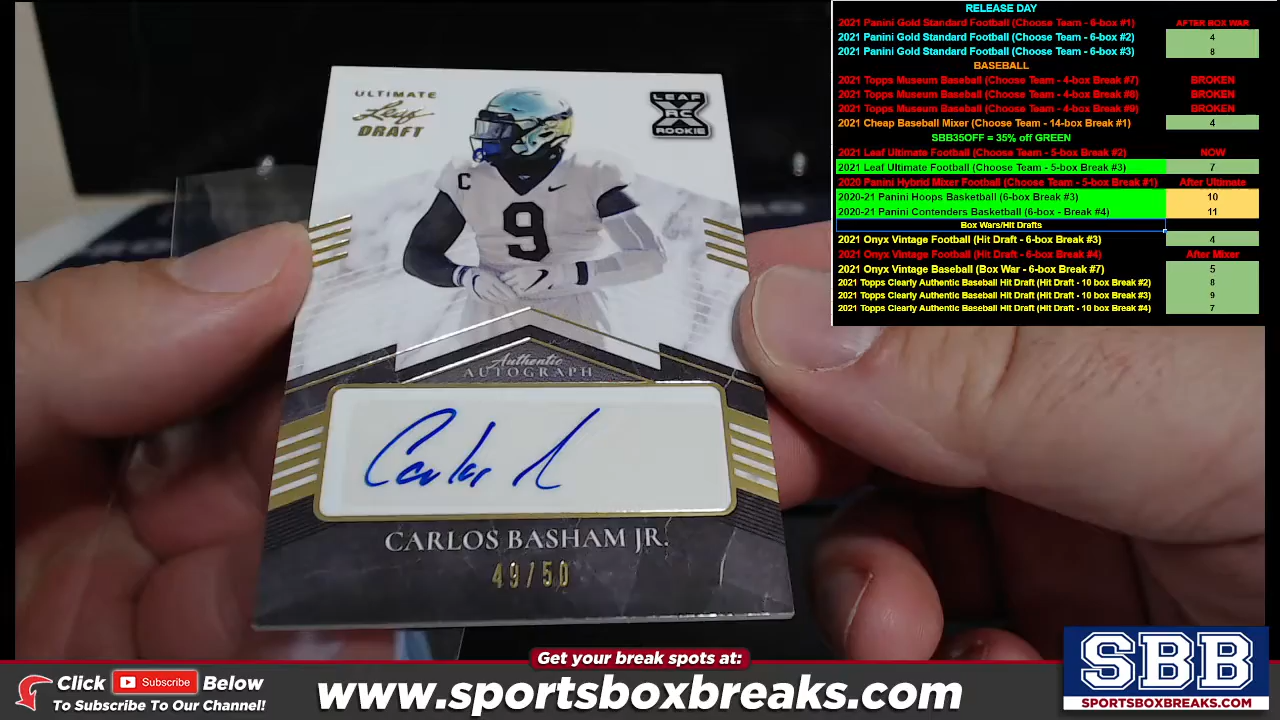 RELEASE DAY
2021 Panini Gold Standard Football (Choose Team - 6-box #1) AFTER BOX WAR
2021 Panini Gold Standard Football (Choose Team - 6-box #2) 4
2021 Panini Gold Standard Football (Choose Team - 6-box #3) 8
BASEBALL
2021 Topps Museum Baseball (Choose Team - 4-box Break #7) BROKEN
2021 Topps Museum Baseball (Choose Team - 4-box Break #8) BROKEN
2021 Topps Museum Baseball (Choose Team - 4-box Break #9) BROKEN
2021 Cheap Baseball Mixer (Choose Team - 14-box Break #1) 4
SBB35OFF = 35% off GREEN
2021 Leaf Ultimate Football (Choose Team - 5-box Break #2) NOW
2021 Leaf Ultimate Football (Choose Team - 5-box Break #3) 7
2020 Panini Hybrid Mixer Football (Choose Team - 5-box Break #1) After Ultimate
2020-21 Panini Hoops Basketball (6-box Break #3) 10
2020-21 Panini Contenders Basketball (6-box - Break #4) 11
Box Wars/Hit Drafts
2021 Onyx Vintage Football (Hit Draft - 6-box Break #3) 4
2021 Onyx Vintage Football (Hit Draft - 6-box Break #4) After Mixer
2021 Onyx Vintage Baseball (Box War - 6-box Break #7) 5
2021 Topps Clearly Authentic Baseball Hit Draft (Hit Draft - 10 box Break #2) 8
2021 Topps Clearly Authentic Baseball Hit Draft (Hit Draft - 10 box Break #3) 9
2021 Topps Clearly Authentic Baseball Hit Draft (Hit Draft - 10 box Break #4) 7
ULTIMATE
Leaf
DRAFT
LEAF
X RC
ROOKIE
C
9
Authentic
AUTOGRAPH
CARLOS BASHAM JR.
49/50
Get your break spots at:
Click Subscribe Below
To Subscribe To Our Channel!
www.sportsboxbreaks.com
SBB
SPORTSBOXBREAKS.COM